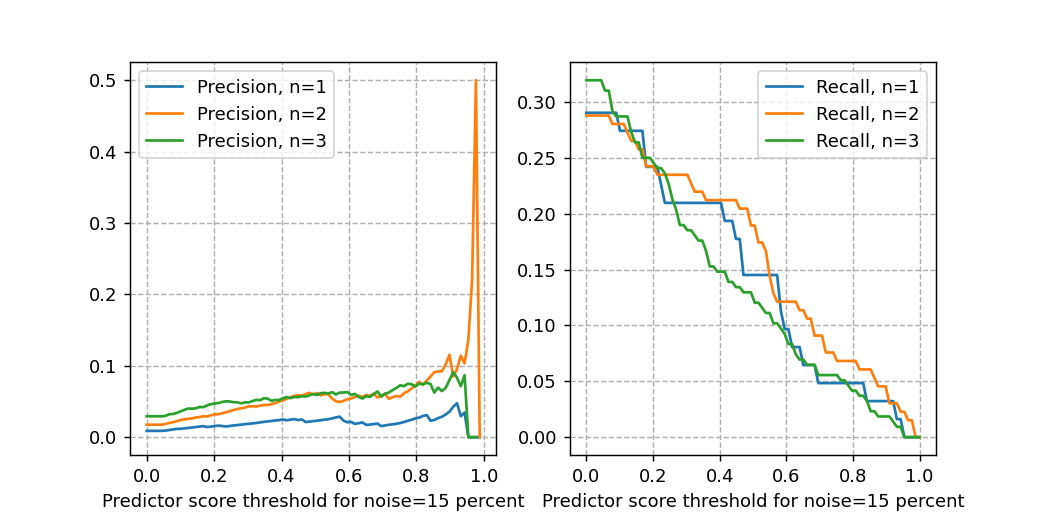 Precision, n=1
Precision, n=2
Precision, n=3
0.5
0.4
0.3
0.2
0.1
0.0
0.0 0.2 0.4 0.6 0.8 1.0
Predictor score threshold for noise=15 percent
Recall, n=1
Recall, n=2
Recall, n=3
0.30
0.25
0.20
0.15
0.10
0.05
0.00
0.0 0.2 0.4 0.6 0.8 1.0
Predictor score threshold for noise=15 percent